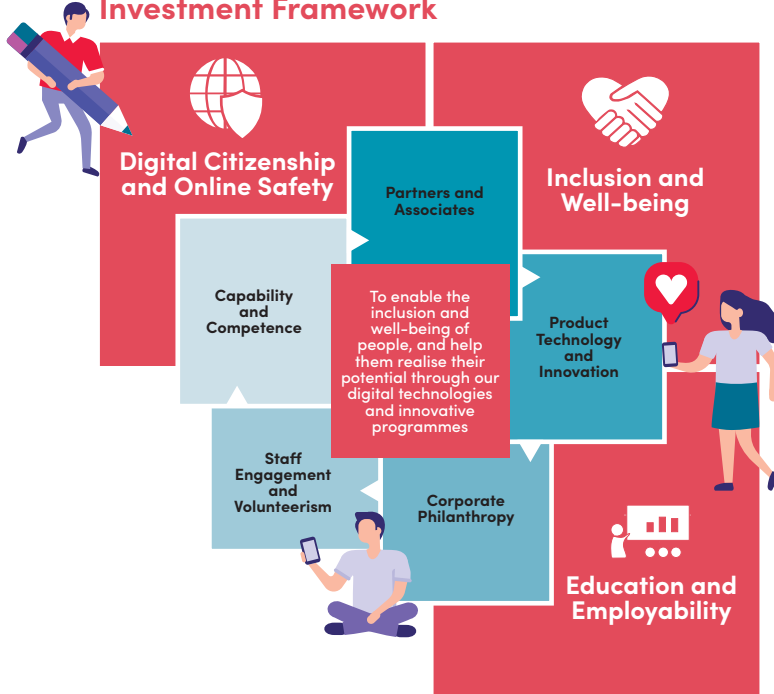 Investment Framework
Digital Citizenship
and Online Safety
Inclusion and
Well-being
Partners and
Associates
Capability
and
Competence
To enable the
inclusion and
well-being of
people, and help
them realise their
potential through our
digital technologies
and innovative
programmes
Product
Technology
and
Innovation
Staff
Engagement
and
Volunteerism
Corporate
Philanthropy
Education and
Employability